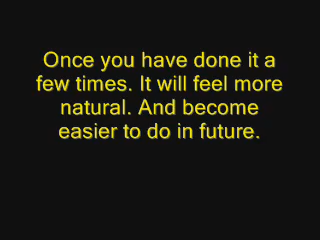 Once you have done it a
few times. It will feel more
natural. And become
easier to do in future.